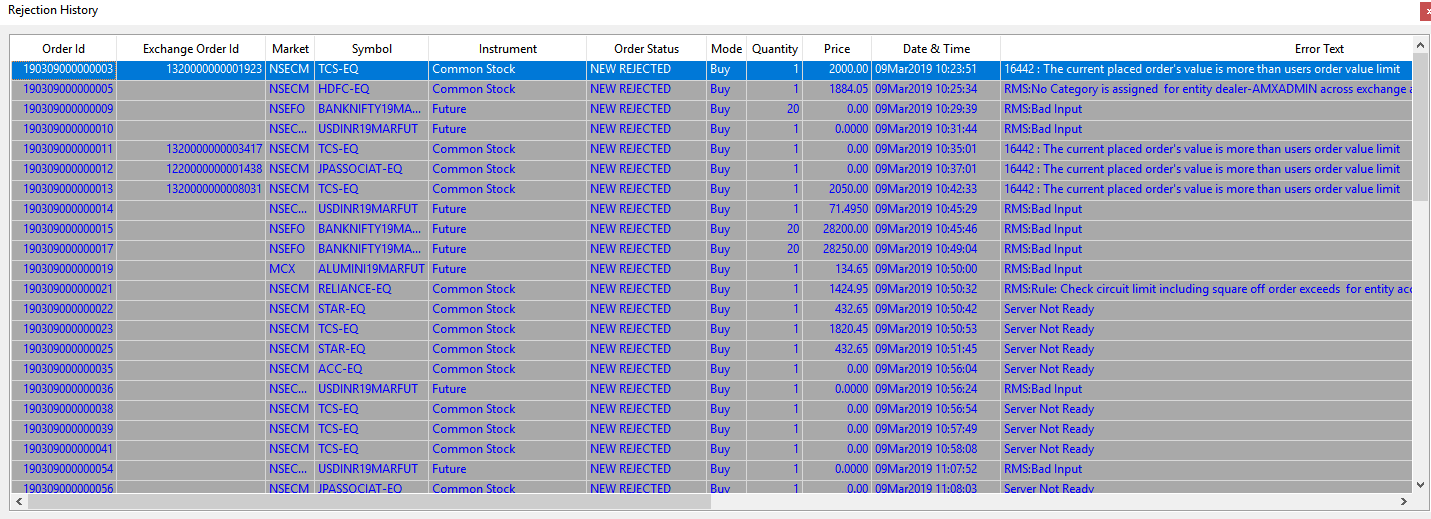 Rejection History
x
Order Id Exchange Order Id Market Symbol Instrument Order Status Mode Quantity Price Date & Time Error Text
190309000000003 1320000000001923 NSECM TCS-EQ Common Stock NEW REJECTED Buy 1 2000.00 09Mar2019 10:23:51 16442 : The current placed order's value is more than users order value limit
190309000000005 NSECM HDFC-EQ Common Stock NEW REJECTED Buy 1 1884.05 09Mar2019 10:25:34 RMS:No Category is assigned for entity dealer-AMXADMIN across exchange a
190309000000009 NSEFO BANKNIFTY19MA... Future NEW REJECTED Buy 20 0.00 09Mar2019 10:29:39 RMS:Bad Input
190309000000010 NSEC... USDINR19MARFUT Future NEW REJECTED Buy 1 0.0000 09Mar2019 10:31:44 RMS:Bad Input
190309000000011 1320000000003417 NSECM TCS-EQ Common Stock NEW REJECTED Buy 1 0.00 09Mar2019 10:35:01 16442 : The current placed order's value is more than users order value limit
190309000000012 1220000000001438 NSECM JPASSOCIAT-EQ Common Stock NEW REJECTED Buy 1 0.00 09Mar2019 10:37:01 16442 : The current placed order's value is more than users order value limit
190309000000013 1320000000008031 NSECM TCS-EQ Common Stock NEW REJECTED Buy 1 2050.00 09Mar2019 10:42:33 16442 : The current placed order's value is more than users order value limit
190309000000014 NSEC... USDINR19MARFUT Future NEW REJECTED Buy 1 71.4950 09Mar2019 10:45:29 RMS:Bad Input
190309000000015 NSEFO BANKNIFTY19MA... Future NEW REJECTED Buy 20 28200.00 09Mar2019 10:45:46 RMS:Bad Input
190309000000017 NSEFO BANKNIFTY19MA... Future NEW REJECTED Buy 20 28250.00 09Mar2019 10:49:04 RMS:Bad Input
190309000000019 MCX ALUMINI19MARFUT Future NEW REJECTED Buy 1 134.65 09Mar2019 10:50:00 RMS:Bad Input
190309000000021 NSECM RELIANCE-EQ Common Stock NEW REJECTED Buy 1 1424.95 09Mar2019 10:50:32 RMS:Rule: Check circuit limit including square off order exceeds for entity acc
190309000000022 NSECM STAR-EQ Common Stock NEW REJECTED Buy 1 432.65 09Mar2019 10:50:42 Server Not Ready
190309000000023 NSECM TCS-EQ Common Stock NEW REJECTED Buy 1 1820.45 09Mar2019 10:50:53 Server Not Ready
190309000000025 NSECM STAR-EQ Common Stock NEW REJECTED Buy 1 432.65 09Mar2019 10:51:45 Server Not Ready
190309000000035 NSECM ACC-EQ Common Stock NEW REJECTED Buy 1 0.00 09Mar2019 10:56:04 Server Not Ready
190309000000036 NSEC... USDINR19MARFUT Future NEW REJECTED Buy 1 0.0000 09Mar2019 10:56:24 RMS:Bad Input
190309000000038 NSECM TCS-EQ Common Stock NEW REJECTED Buy 1 0.00 09Mar2019 10:56:54 Server Not Ready
190309000000039 NSECM TCS-EQ Common Stock NEW REJECTED Buy 1 0.00 09Mar2019 10:57:49 Server Not Ready
190309000000041 NSECM TCS-EQ Common Stock NEW REJECTED Buy 1 0.00 09Mar2019 10:58:08 Server Not Ready
190309000000054 NSEC... USDINR19MARFUT Future NEW REJECTED Buy 1 0.0000 09Mar2019 11:07:52 RMS:Bad Input
190309000000056 NSECM JPASSOCIAT-EQ Common Stock NEW REJECTED Buy 1 0.00 09Mar2019 11:08:03 Server Not Ready